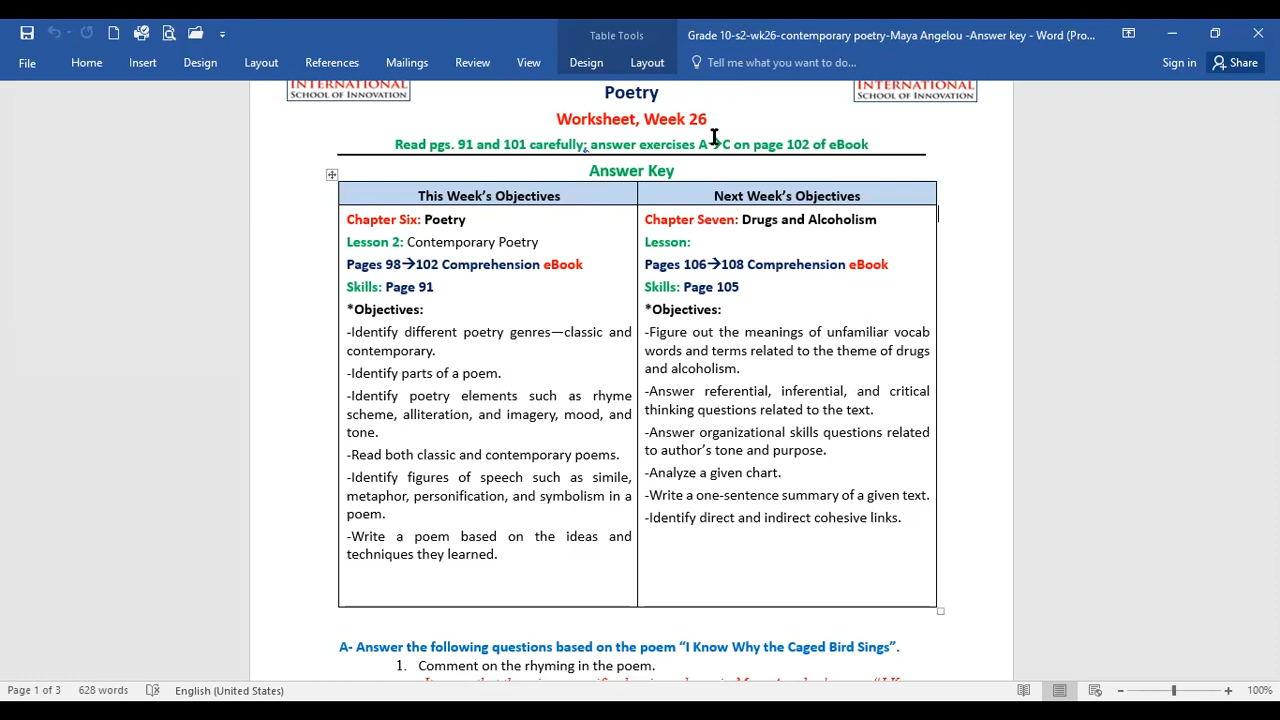 Table Tools
Grade 10-s2-wk26-contemporary poetry-Maya Angelou -Answer key - Word (Pro...
File Home Insert Design Layout References Mailings Review View Design Layout Tell me what you want to do... Sign in Share
INTERNATIONAL
SCHOOL OF INNOVATION
Poetry
INTERNATIONAL
SCHOOL OF INNOVATION
Worksheet, Week 26
Read pgs. 91 and 101 carefully; answer exercises A→C on page 102 of eBook
Answer Key
This Week's Objectives
Chapter Six: Poetry
Lesson 2: Contemporary Poetry
Pages 98→102 Comprehension eBook
Skills: Page 91
*Objectives:
-Identify different poetry genres—classic and
contemporary.
-Identify parts of a poem.
-Identify poetry elements such as rhyme
scheme, alliteration, and imagery, mood, and
tone.
-Read both classic and contemporary poems.
-Identify figures of speech such as simile,
metaphor, personification, and symbolism in a
poem.
-Write a poem based on the ideas and
techniques they learned.
Next Week's Objectives
Chapter Seven: Drugs and Alcoholism
Lesson:
Pages 106→108 Comprehension eBook
Skills: Page 105
*Objectives:
-Figure out the meanings of unfamiliar vocab
words and terms related to the theme of drugs
and alcoholism.
-Answer referential, inferential, and critical
thinking questions related to the text.
-Answer organizational skills questions related
to author's tone and purpose.
-Analyze a given chart.
-Write a one-sentence summary of a given text.
-Identify direct and indirect cohesive links.
A- Answer the following questions based on the poem “I Know Why the Caged Bird Sings”.
1. Comment on the rhyming in the poem.
Page 1 of 3 628 words English (United States) 100%